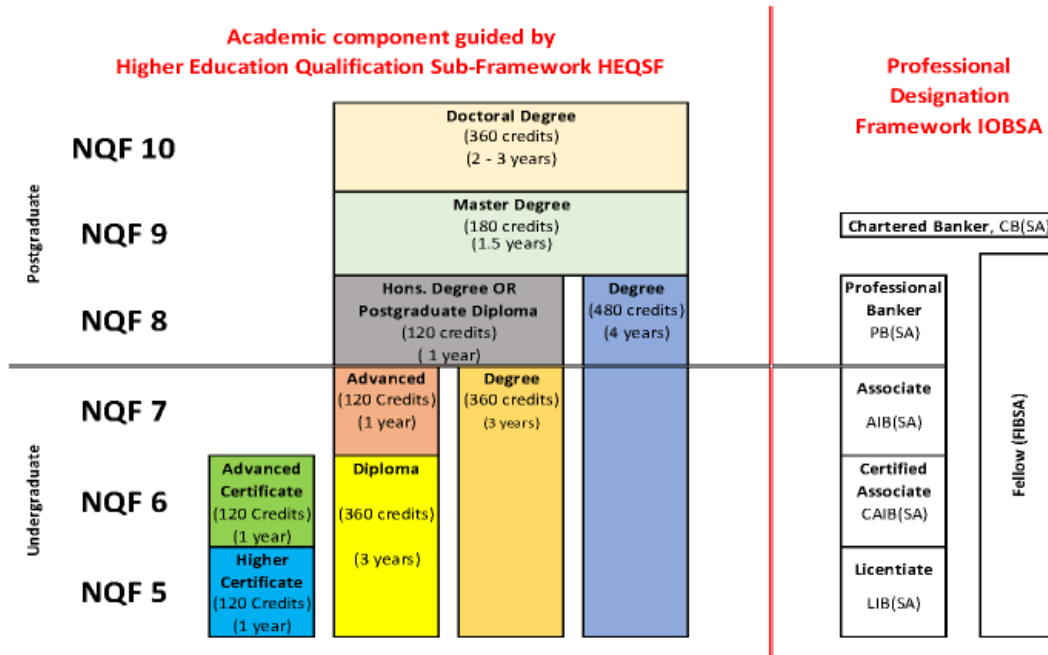 Academic component guided by
Higher Education Qualification Sub-Framework HEQSF
Professional
Designation
Framework IOBSA
Postgraduate
Undergraduate
NQF 10
NQF 9
NQF 8
NQF 7
NQF 6
NQF 5
Doctoral Degree
(360 credits)
(2 - 3 years)
Master Degree
(180 credits)
(1.5 years)
Hons. Degree OR
Postgraduate Diploma
(120 credits)
( 1 year)
Degree
(480 credits)
(4 years)
Advanced
(120 Credits)
(1 year)
Degree
(360 credits)
(3 years)
Advanced
Certificate
(120 Credits)
(1 year)
Diploma
(360 credits)
(3 years)
Higher
Certificate
(120 Credits)
(1 year)
Chartered Banker, CB(SA)
Professional
Banker
PB(SA)
Associate
AIB(SA)
Certified
Associate
CAIB(SA)
Licentiate
LIB(SA)
Fellow (FIBSA)